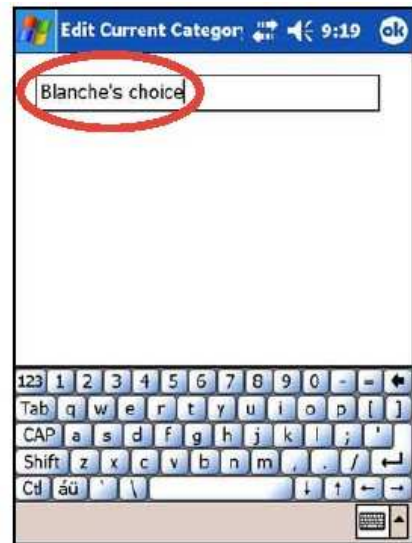 Edit Current Categor 9:19 ok
Blanche's choice
123 1 2 3 4 5 6 7 8 9 0 - =
Tab q w e r t y u i o p [ ]
CAP a s d f g h j k l ; '
Shift z x c v b n m , . /
Ctl áü ` \